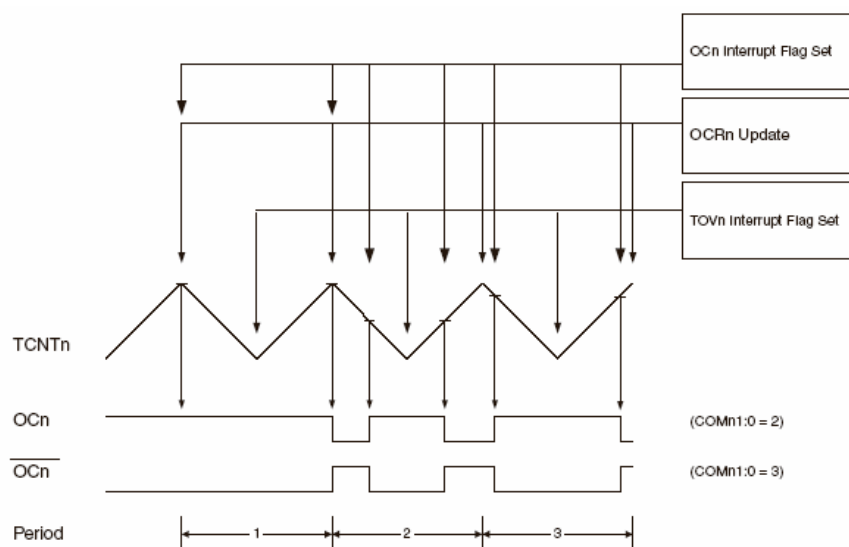 OCn Interrupt Flag Set
OCRn Update
TOVn Interrupt Flag Set
TCNTn
OCn
(COMn1:0 = 2)
OCn
(COMn1:0 = 3)
Period
1
2
3